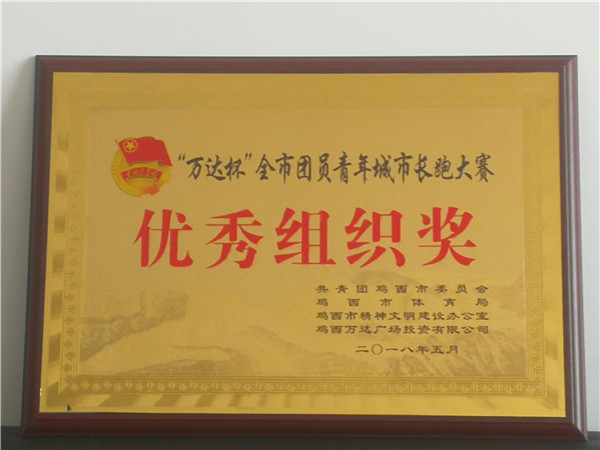 “万达杯”全市团员青年城市长跑大赛
优秀组织奖
共青团鸡西市委员会
鸡西市体育局
鸡西市精神文明建设办公室
鸡西万达广场投资有限公司
二〇一八年五月